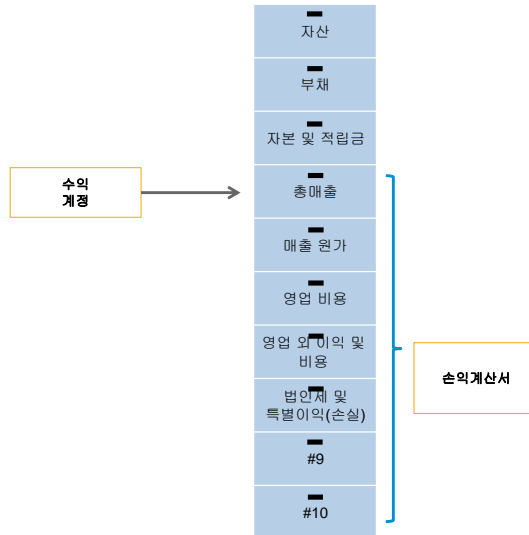 자산
부채
자본 및 적립금
수익
계정
총매출
매출 원가
영업 비용
영업 외 이익 및
비용
손익계산서
법인세 및
특별이익(손실)
#9
#10